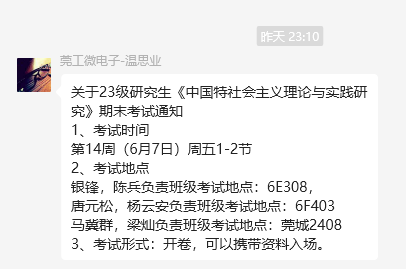 昨天 23:10
莞工微电子-温思业
关于23级研究生《中国特社会主义理论与实践研
究》期末考试通知
1、考试时间
第14周（6月7日）周五1-2节
2、考试地点
银锋，陈兵负责班级考试地点：6E308，
唐元松，杨云安负责班级考试地点：6F403
马冀群，梁灿负责班级考试地点：莞城2408
3、考试形式：开卷，可以携带资料入场。